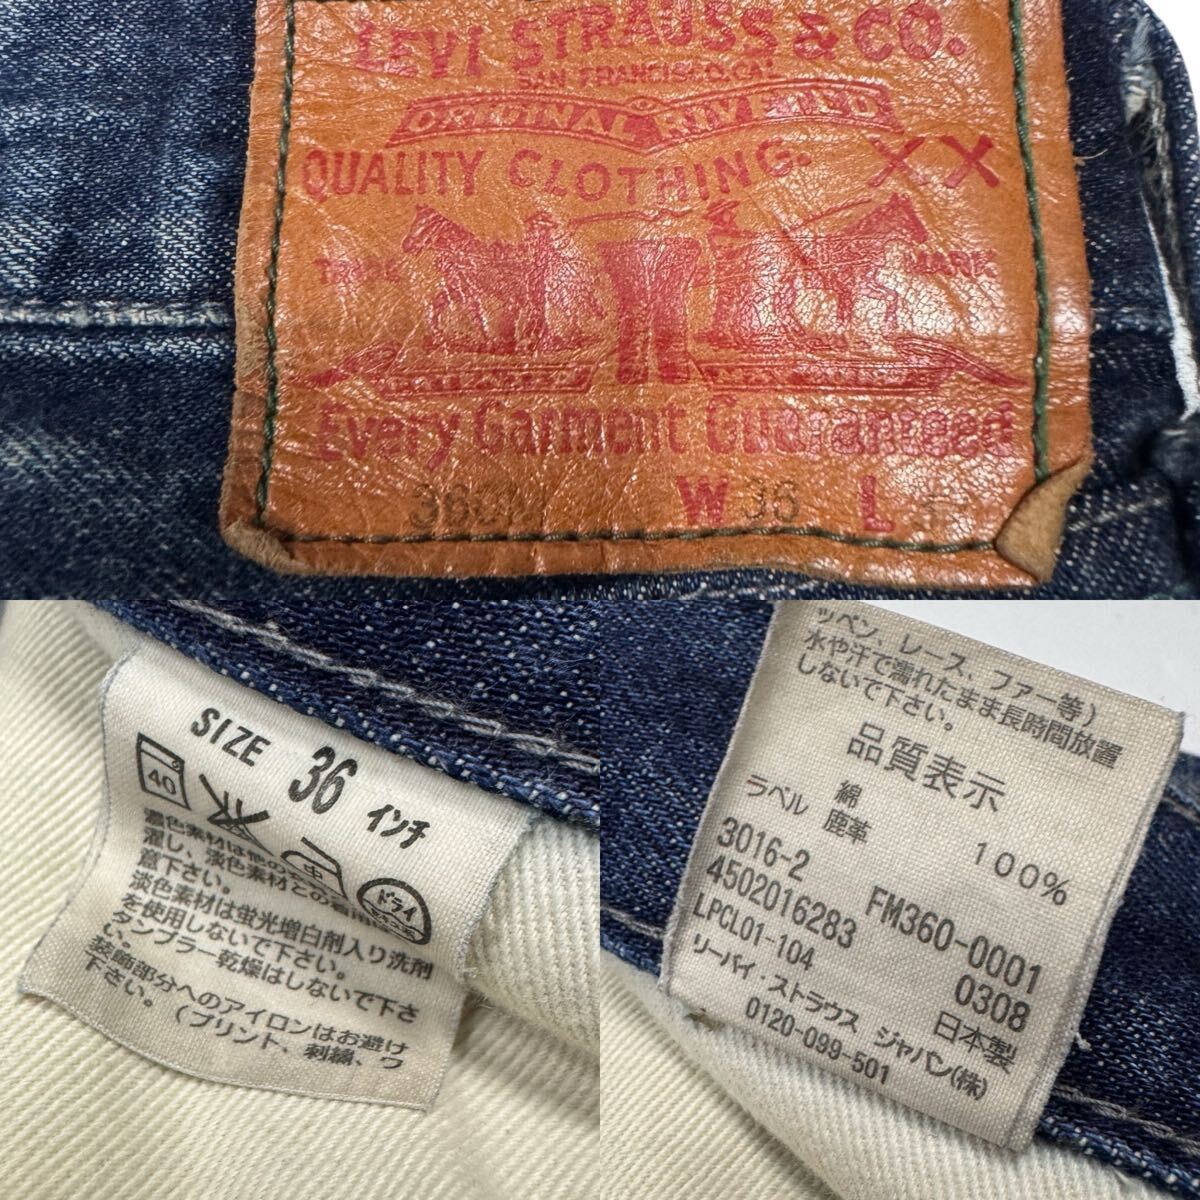 LEVI STRAUSS & CO.
SAN FRANCISCO, CAL.
ORIGINAL RIVETED
QUALITY CLOTHING. XX
TRADE MARK
Every Garment Guaranteed
W 36 L
SIZE 36 インチ
40
中
ドライ
濃色素材は他の
濯し、淡色素材との着用
意下さい。
淡色素材は蛍光増白剤入り洗剤
を使用しないで下さい。
タンブラー乾燥はしないで下さ
い。
装飾部分へのアイロンはお避け
下さい。(プリント、刺繍、ワ
ッペン、レース、ファー等)
水や汗で濡れたまま長時間放置
しないで下さい。
品質表示
綿 100%
ラベル 鹿革
3016-2 FM360-0001
4502016283 0308
LPCL01-104 日本製
リーバイ・ストラウス ジャパン(株)
0120-099-501